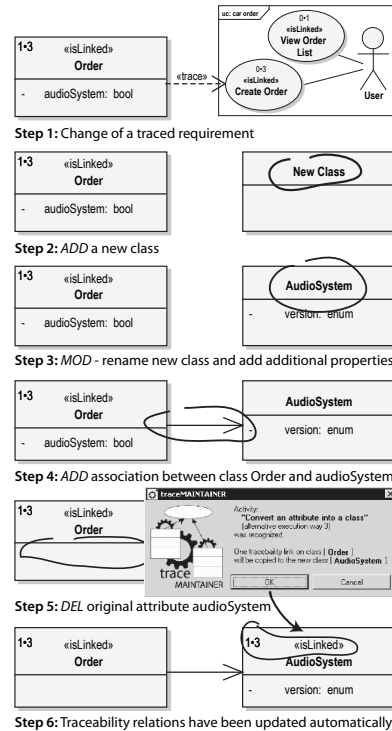 uc: car order
1•3
«isLinked»
Order
- audioSystem: bool
«trace»
0•1
«isLinked»
View Order
List
0•3
«isLinked»
Create Order
User
Step 1: Change of a traced requirement
1•3
«isLinked»
Order
- audioSystem: bool
New Class
Step 2: ADD a new class
1•3
«isLinked»
Order
- audioSystem: bool
AudioSystem
- version: enum
Step 3: MOD - rename new class and add additional properties
1•3
«isLinked»
Order
- audioSystem: bool
AudioSystem
- version: enum
Step 4: ADD association between class Order and audioSystem
1•3
«isLinked»
Order
traceMAINTAINER
trace
MAINTAINER
Activity:
"Convert an attribute into a class"
[alternative execution way 3]
was recognized.
One traceability link on class [ Order ]
will be copied to the new class [ AudioSystem ]
OK
Cancel
Step 5: DEL original attribute audioSystem
1•3
«isLinked»
Order
1•3
«isLinked»
AudioSystem
- version: enum
Step 6: Traceability relations have been updated automatically